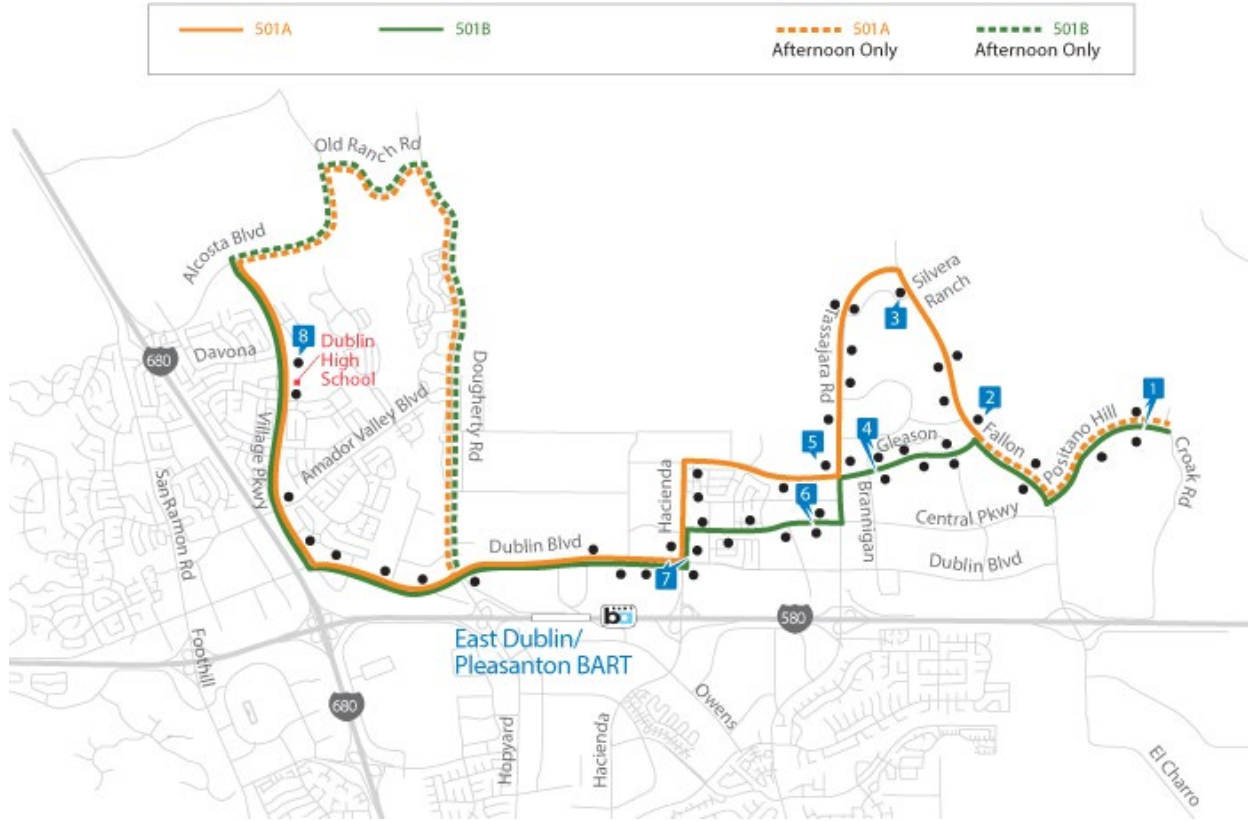 501A
501B
501A
Afternoon Only
501B
Afternoon Only
Old Ranch Rd
Alcosta Blvd
Silvera
Ranch
3
Tassajara Rd
680
Davona
8
Dublin
High
School
Dougherty Rd
Amador Valley Blvd
Village Pkwy
1
2
Positano Hill
Fallon
4
5
Gleason
Croak Rd
San Ramon Rd
Hacienda
6
Brannigan
Central Pkwy
Dublin Blvd
Dublin Blvd
7
b
580
East Dublin/
Pleasanton BART
Foothill
680
Owens
Hopyard
Hacienda
El Charro